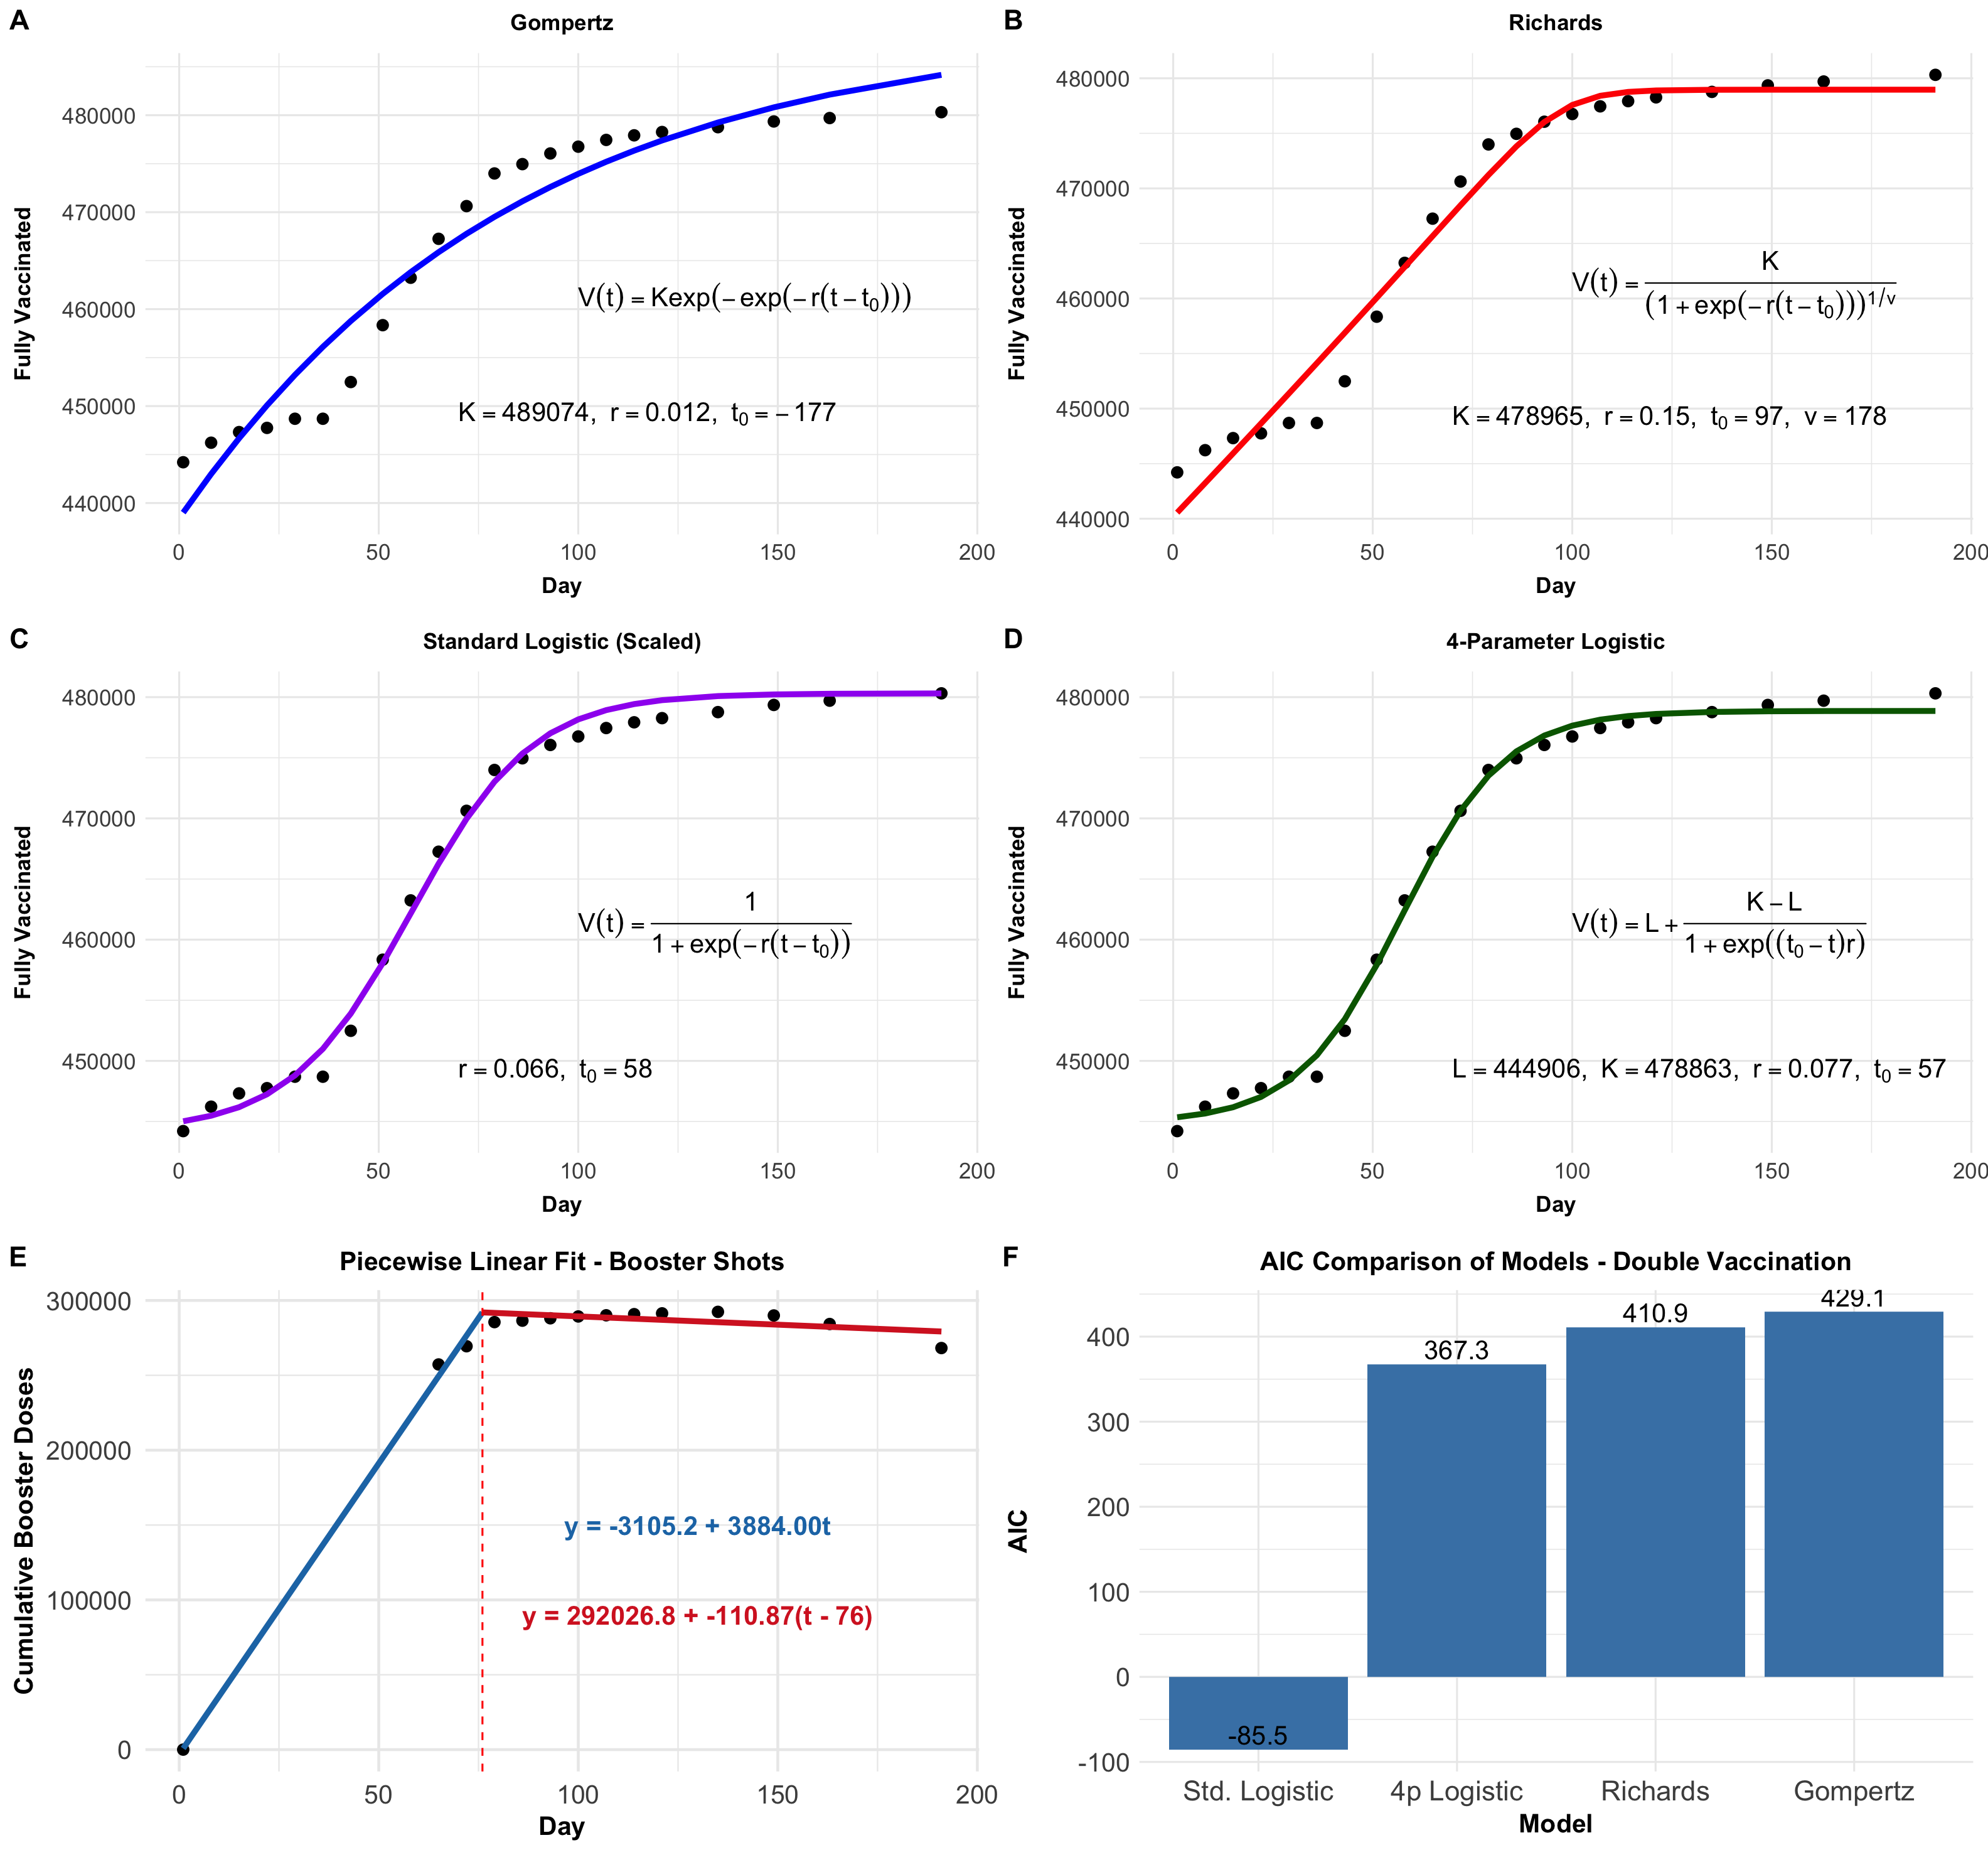 A
Gompertz
Fully Vaccinated
480000
470000
460000
450000
440000
V(t) = Kexp(−exp(−r(t−t₀)))
K = 489074, r = 0.012, t₀ = −177
0 50 100 150 200
Day
B
Richards
Fully Vaccinated
480000
470000
460000
450000
440000
V(t) = K / (1 + exp(−r(t−t₀)))^1/v
K = 478965, r = 0.15, t₀ = 97, v = 178
0 50 100 150 200
Day
C
Standard Logistic (Scaled)
Fully Vaccinated
480000
470000
460000
450000
V(t) = 1 / 1 + exp(−r(t−t₀))
r = 0.066, t₀ = 58
0 50 100 150 200
Day
D
4-Parameter Logistic
Fully Vaccinated
480000
470000
460000
450000
V(t) = L + K − L / 1 + exp((t₀ − t)r)
L = 444906, K = 478863, r = 0.077, t₀ = 57
0 50 100 150 200
Day
E
Piecewise Linear Fit - Booster Shots
Cumulative Booster Doses
300000
200000
100000
0
y = -3105.2 + 3884.00t
y = 292026.8 + -110.87(t - 76)
0 50 100 150 200
Day
F
AIC Comparison of Models - Double Vaccination
AIC
400
300
200
100
0
-100
-85.5
367.3
410.9
429.1
Std. Logistic 4p Logistic Richards Gompertz
Model